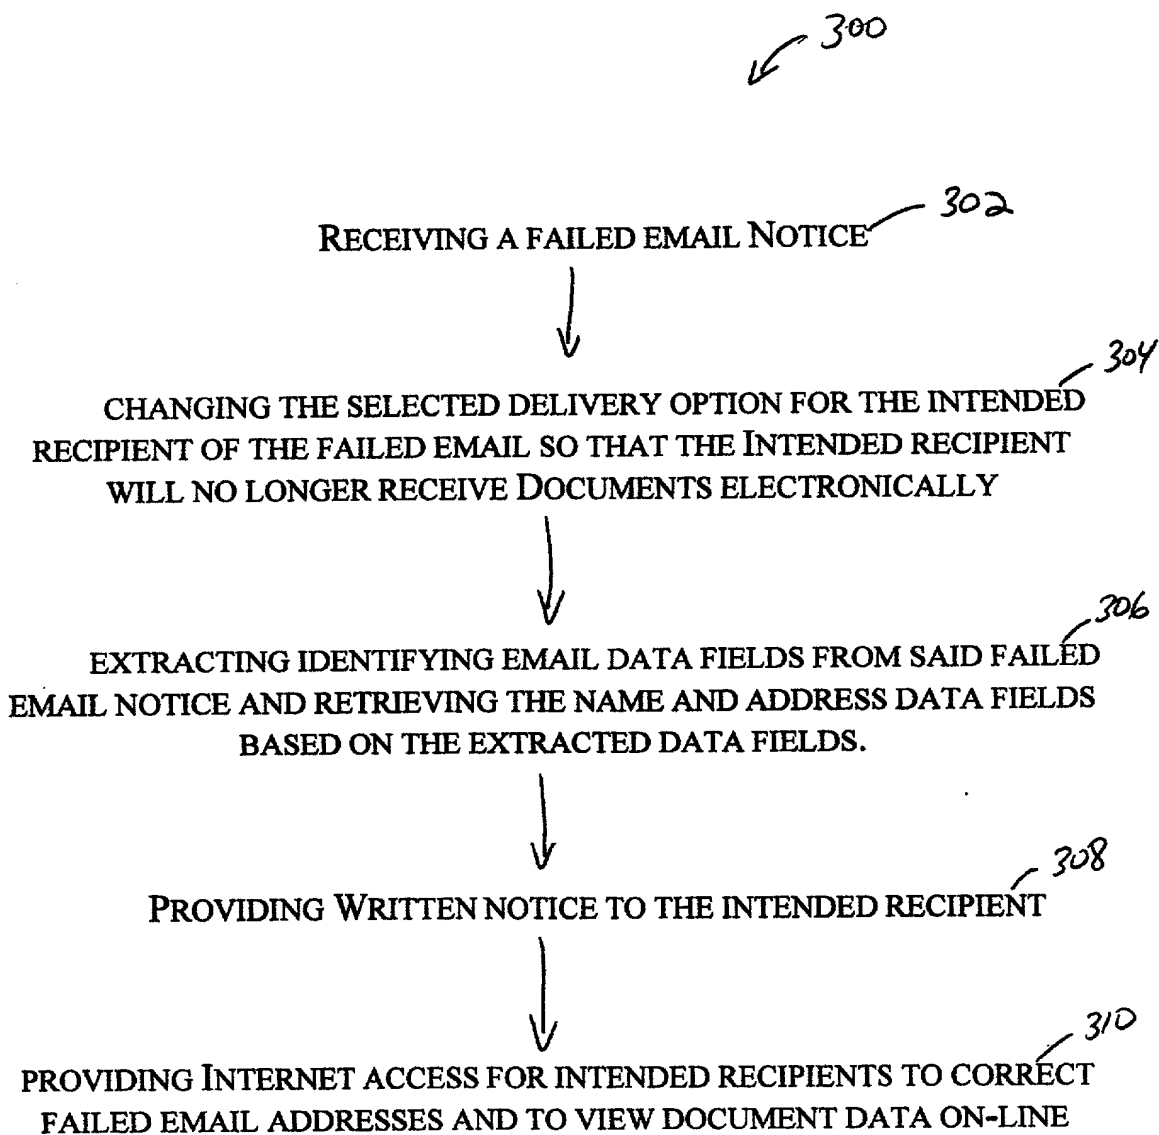 300
RECEIVING A FAILED EMAIL NOTICE 302
304
CHANGING THE SELECTED DELIVERY OPTION FOR THE INTENDED
RECIPIENT OF THE FAILED EMAIL SO THAT THE INTENDED RECIPIENT
WILL NO LONGER RECEIVE DOCUMENTS ELECTRONICALLY
306
EXTRACTING IDENTIFYING EMAIL DATA FIELDS FROM SAID FAILED
EMAIL NOTICE AND RETRIEVING THE NAME AND ADDRESS DATA FIELDS
BASED ON THE EXTRACTED DATA FIELDS.
308
PROVIDING WRITTEN NOTICE TO THE INTENDED RECIPIENT
310
PROVIDING INTERNET ACCESS FOR INTENDED RECIPIENTS TO CORRECT
FAILED EMAIL ADDRESSES AND TO VIEW DOCUMENT DATA ON-LINE